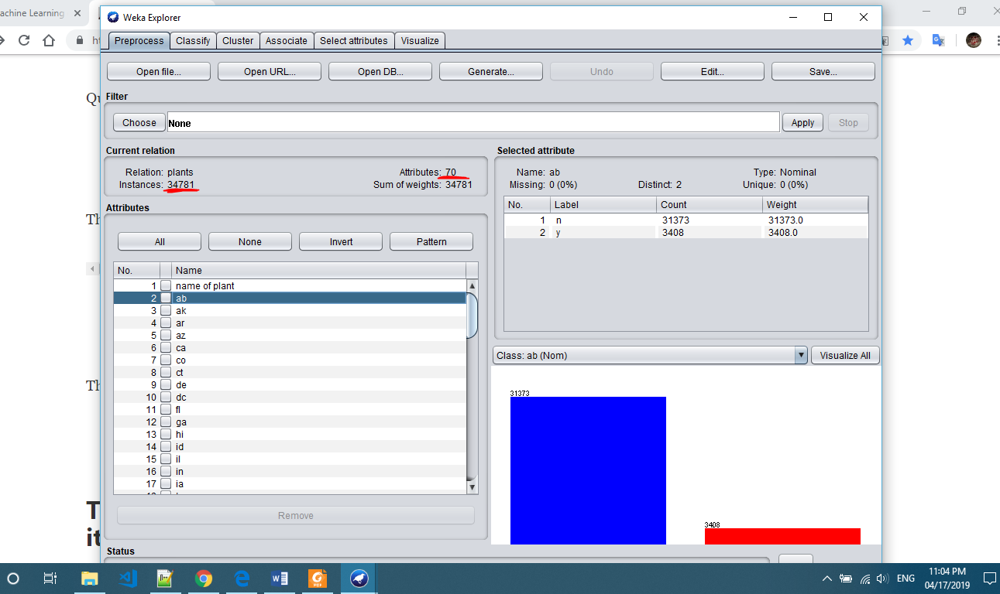 achine Learning
Weka Explorer
Preprocess Classify Cluster Associate Select attributes Visualize
Open file... Open URL... Open DB... Generate... Undo Edit... Save...
Filter
Choose None Apply Stop
Current relation
Relation: plants Attributes: 70
Instances: 34781 Sum of weights: 34781
Attributes
All None Invert Pattern
No. Name
1 name of plant
2 ab
3 ak
4 ar
5 az
6 ca
7 co
8 ct
9 de
10 dc
11 fl
12 ga
13 hi
14 id
15 il
16 in
17 ia
Remove
Status
Selected attribute
Name: ab Type: Nominal
Missing: 0 (0%) Distinct: 2 Unique: 0 (0%)
No. Label Count Weight
1 n 31373 31373.0
2 y 3408 3408.0
Class: ab (Nom) Visualize All
31373
3408
Qu
Th
Th
T
it
ENG
11:04 PM
04/17/2019